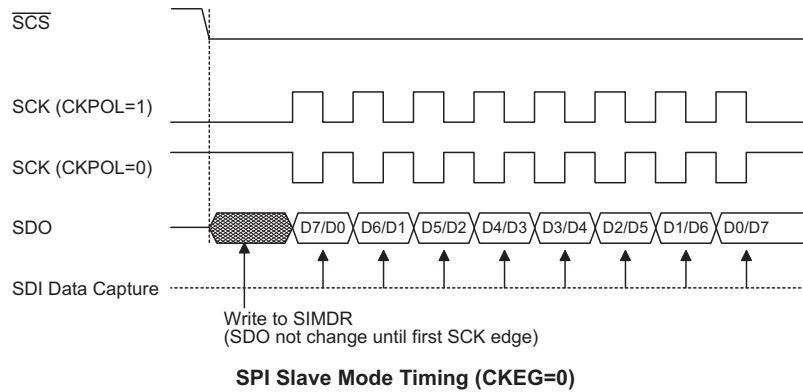 SCS
SCK (CKPOL=1)
SCK (CKPOL=0)
SDO D7/D0 D6/D1 D5/D2 D4/D3 D3/D4 D2/D5 D1/D6 D0/D7
SDI Data Capture
Write to SIMDR
(SDO not change until first SCK edge)
SPI Slave Mode Timing (CKEG=0)